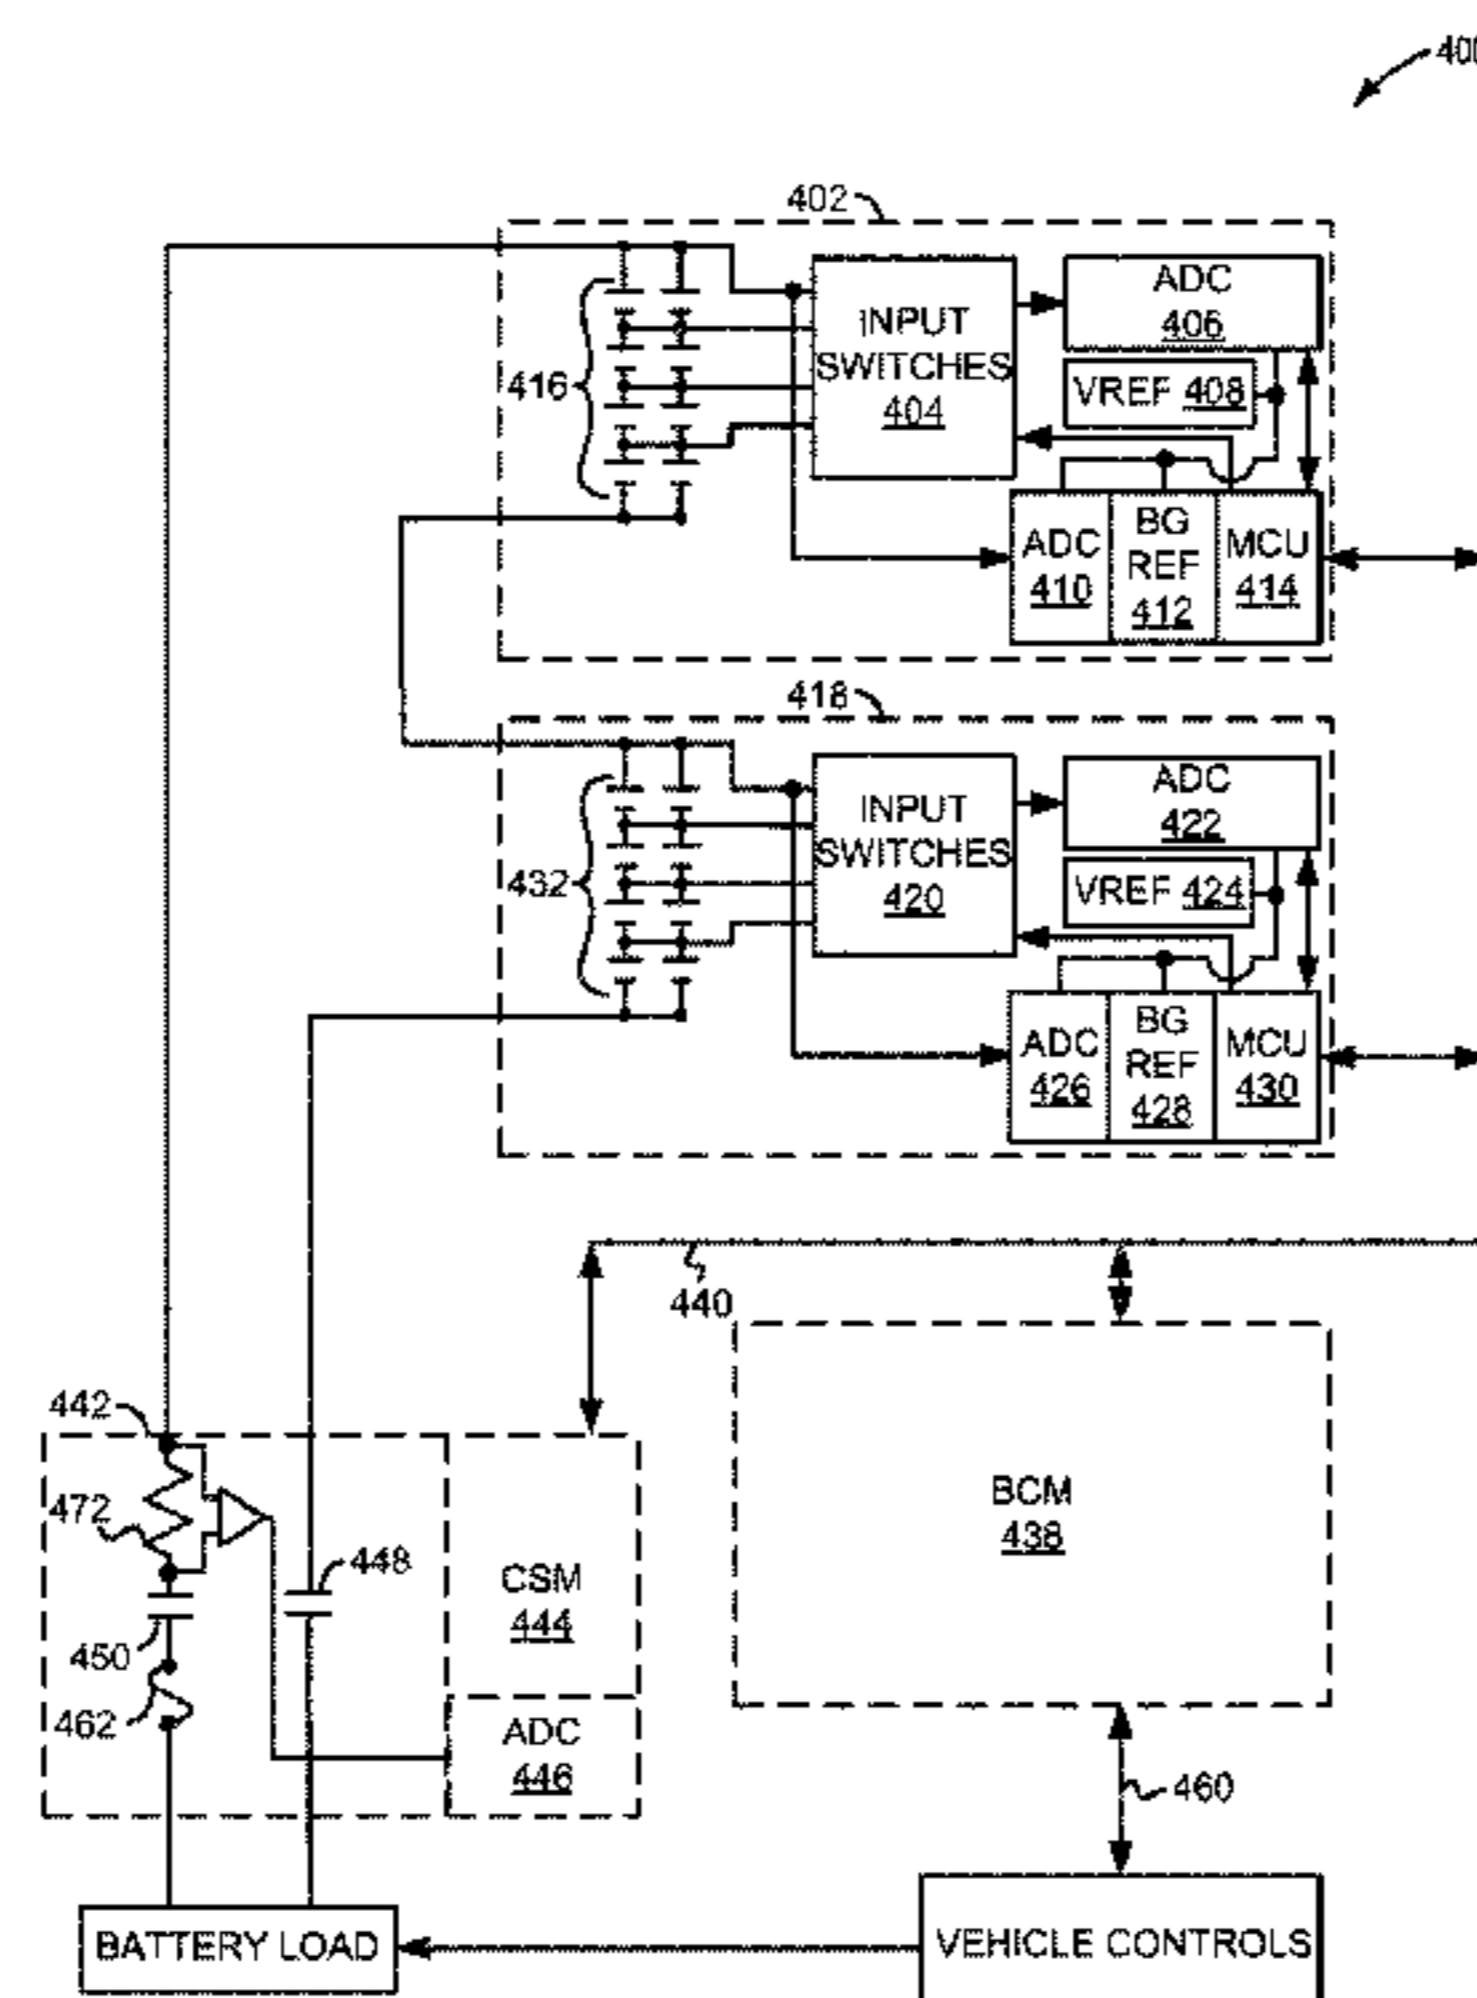 400
402
INPUT
SWITCHES
404
ADC
406
VREF 408
416
ADC
410
BG
REF
412
MCU
414
418
INPUT
SWITCHES
420
ADC
422
VREF 424
432
ADC
426
BG
REF
428
MCU
430
440
442
472
448
450
462
CSM
444
ADC
446
BCM
438
460
BATTERY LOAD
VEHICLE CONTROLS